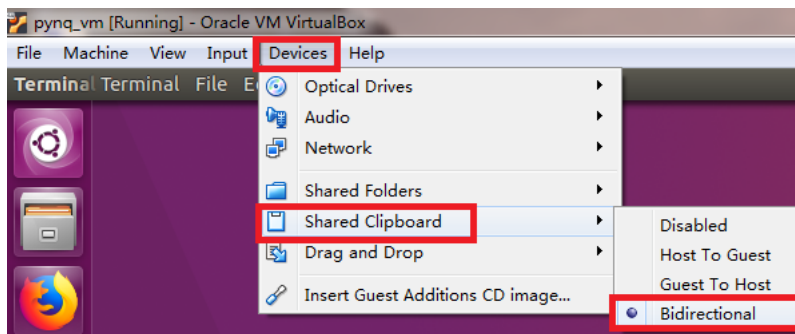 pynq_vm [Running] - Oracle VM VirtualBox
File Machine View Input Devices Help
Terminal Terminal File E
Optical Drives
Audio
Network
Shared Folders
Shared Clipboard
Disabled
Drag and Drop
Host To Guest
Guest To Host
Insert Guest Additions CD image...
Bidirectional